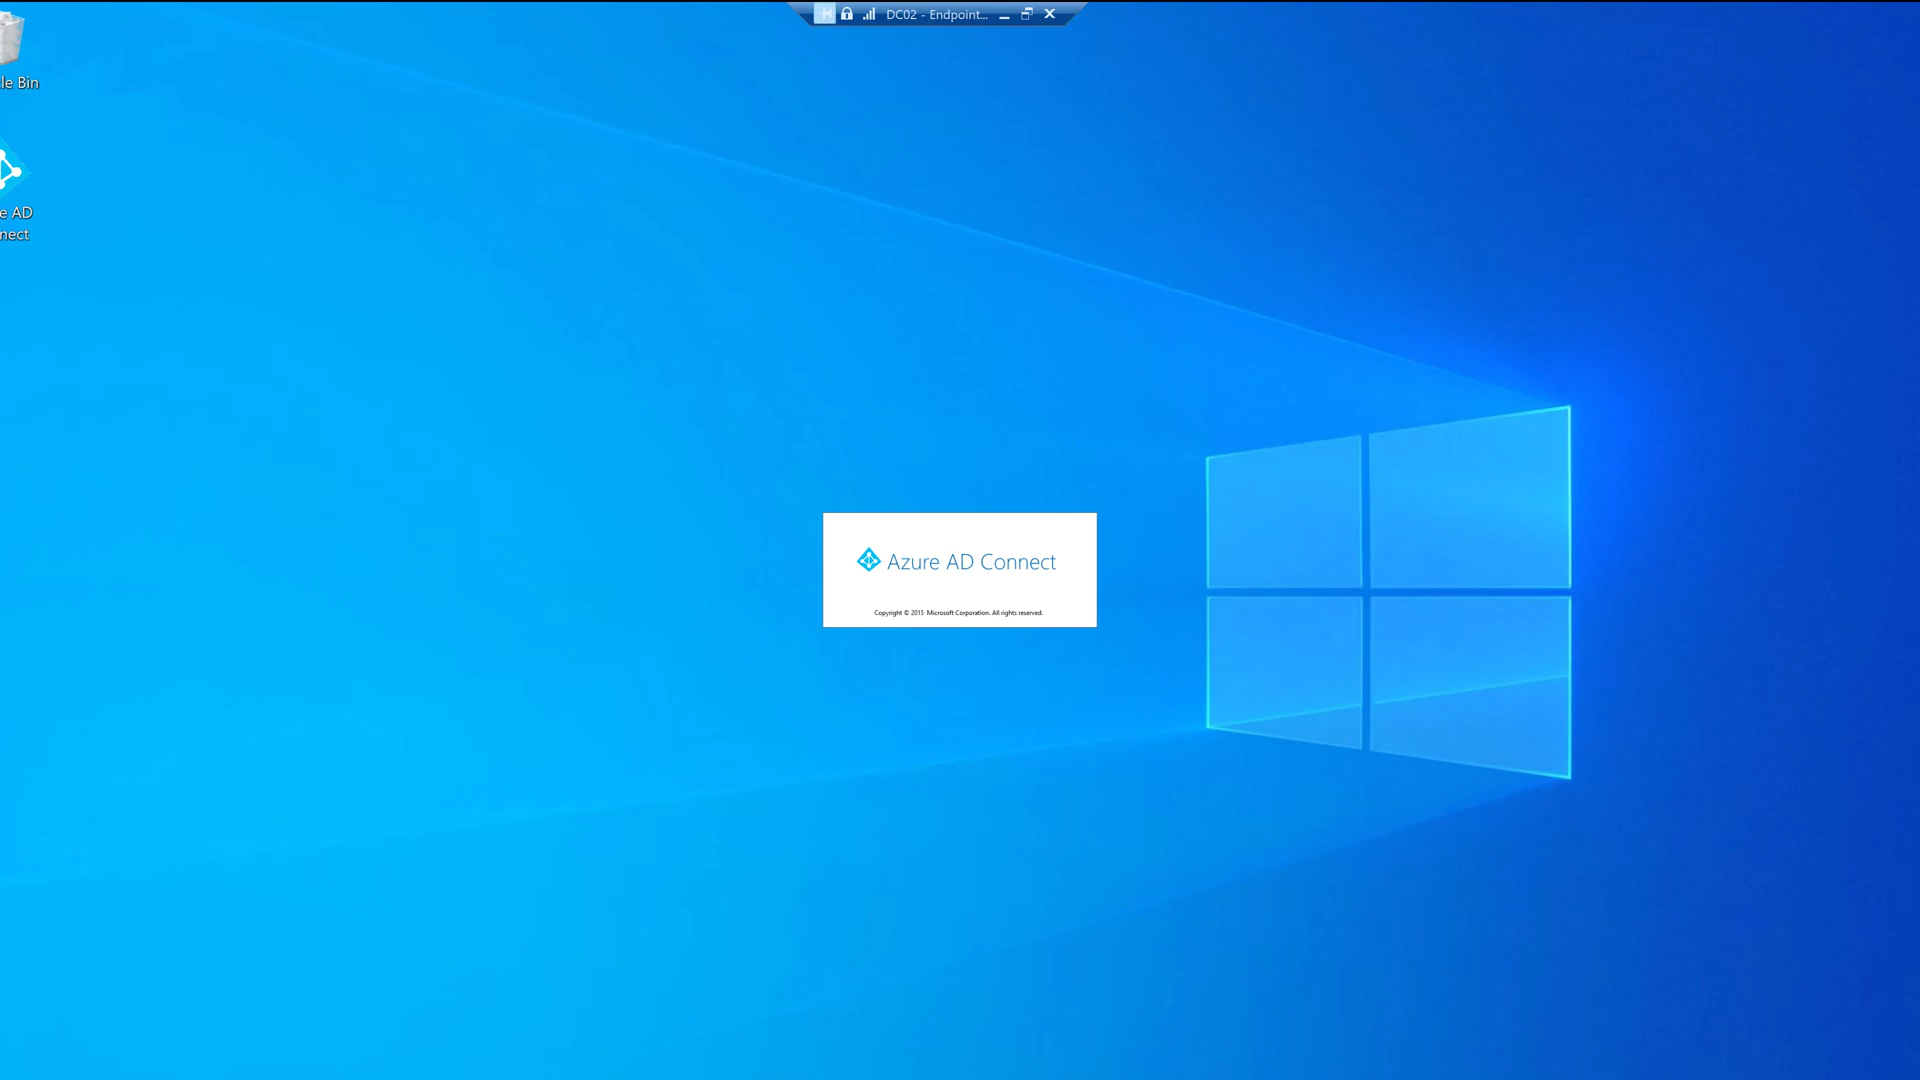 DC02 - Endpoint...
le Bin
e AD
nect
Azure AD Connect
Copyright © 2015 Microsoft Corporation. All rights reserved.